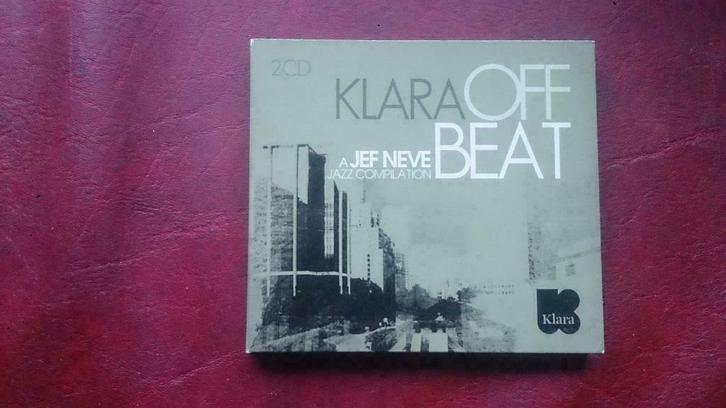 2CD
KLARA OFF
BEAT
A JEF NEVE
JAZZ COMPILATION
Klara